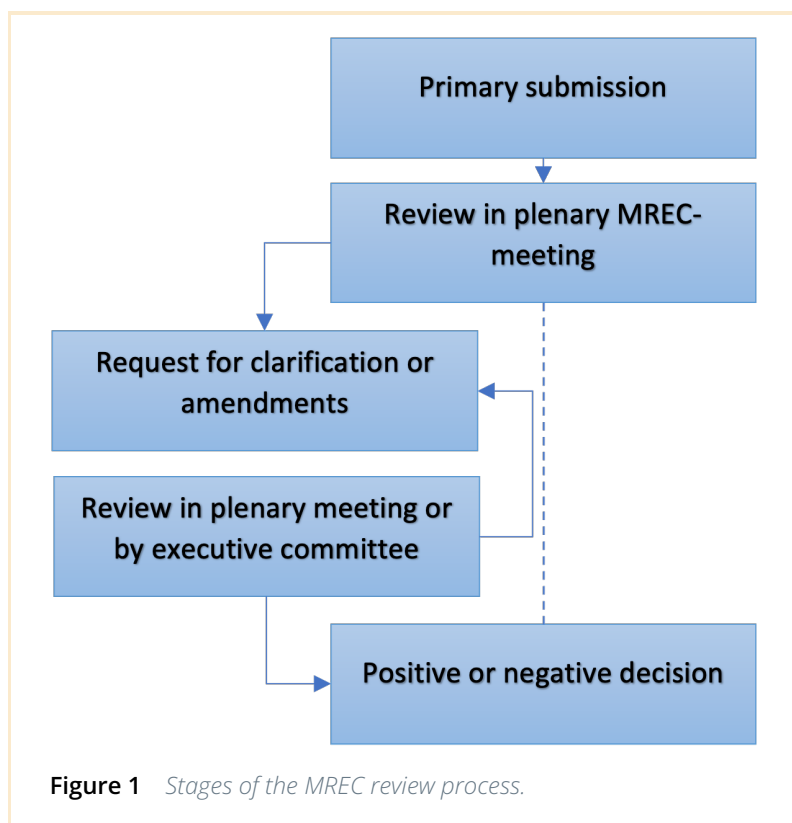 Primary submission
Review in plenary MREC-
meeting
Request for clarification or
amendments
Review in plenary meeting or
by executive committee
Positive or negative decision
Figure 1 Stages of the MREC review process.